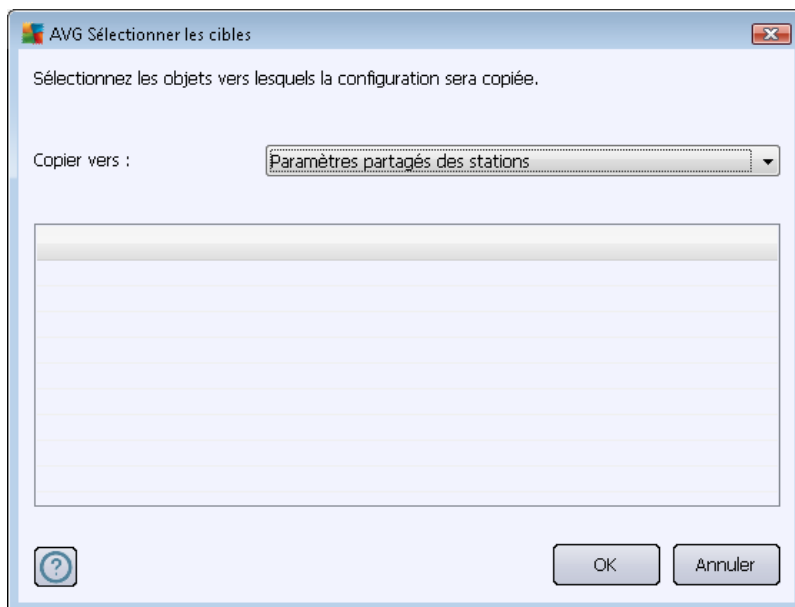 AVG Sélectionner les cibles
Sélectionnez les objets vers lesquels la configuration sera copiée.
Copier vers :
Paramètres partagés des stations
?
OK
Annuler